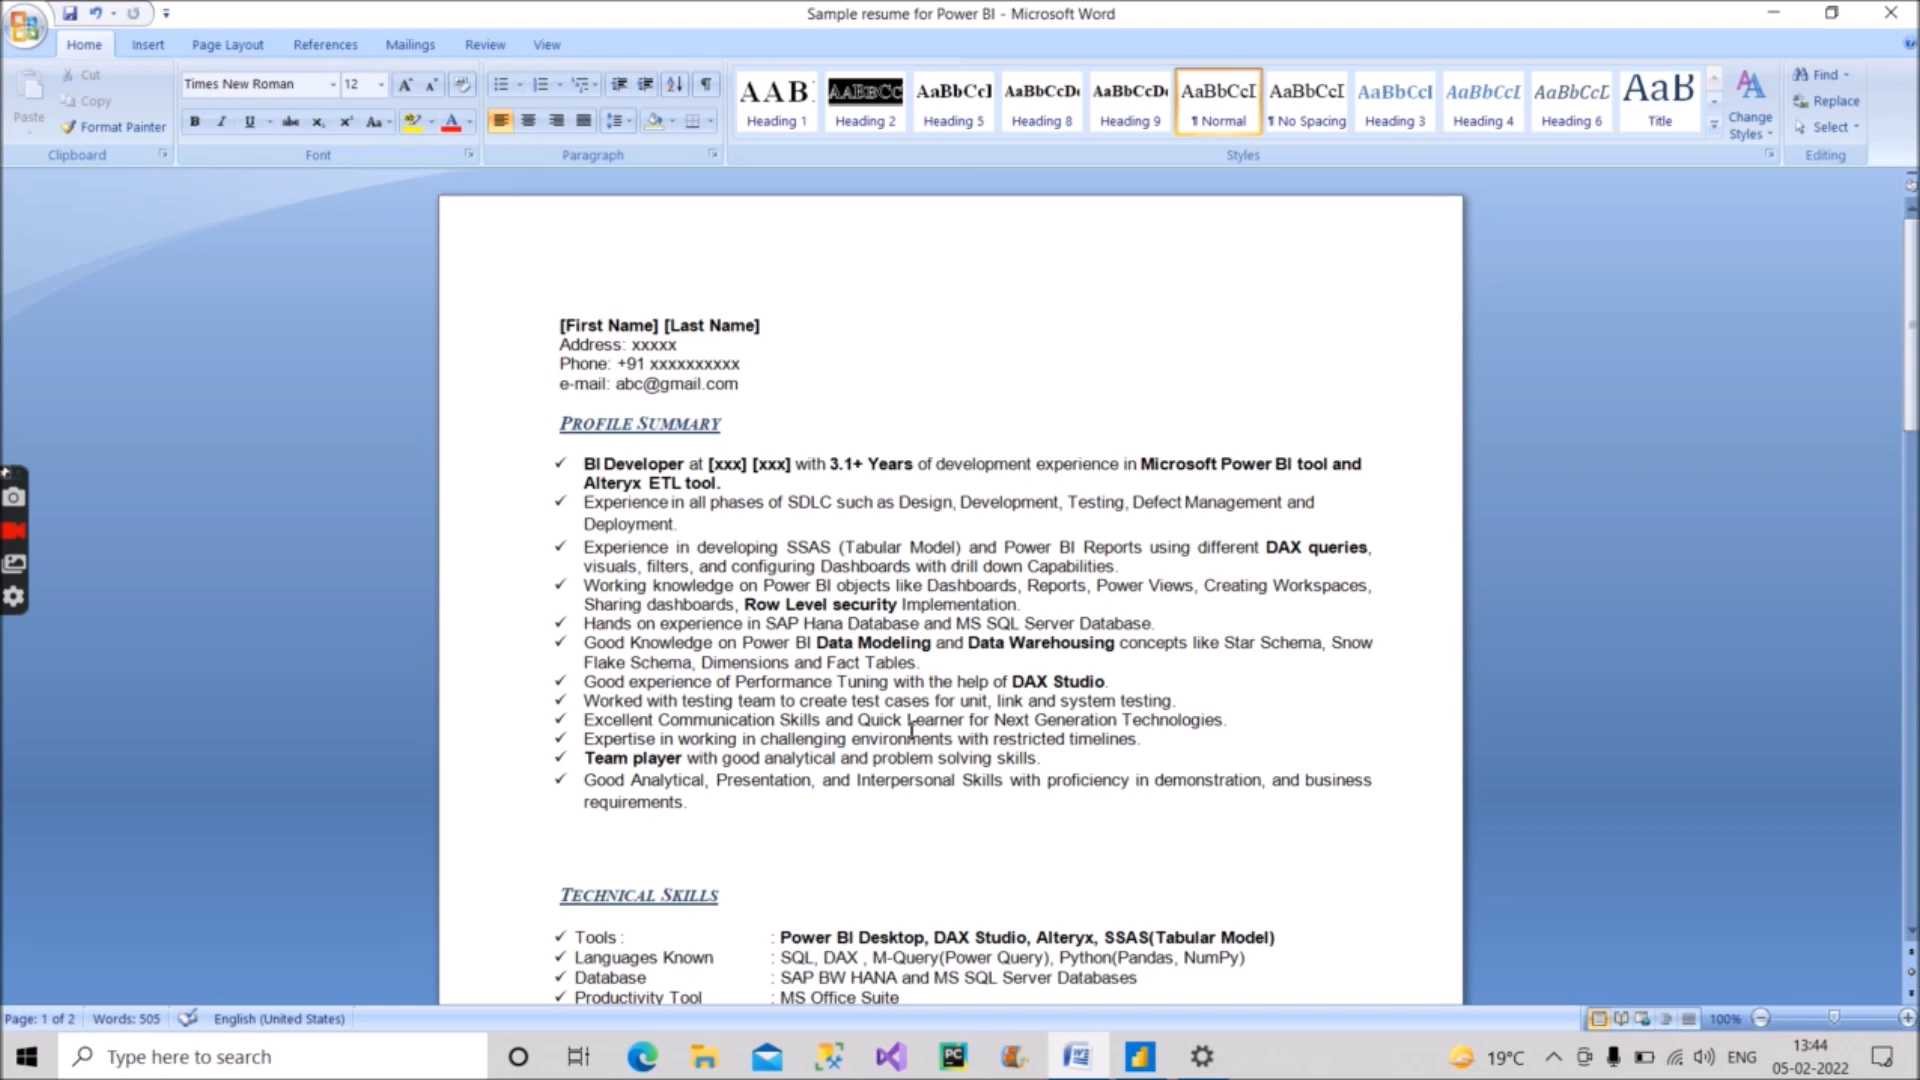 Sample resume for Power BI - Microsoft Word
Home Insert Page Layout References Mailings Review View
Paste
Cut
Copy
Format Painter
Clipboard
Times New Roman 12
Font
Paragraph
AAB AaBbCc AaBbCcI AaBbCcDi AaBbCcDi AaBbCcI AaBbCcI AaBbCcI AaBbCcI AaBbCcL AaB
Heading 1 Heading 2 Heading 5 Heading 8 Heading 9 ¶ Normal ¶ No Spacing Heading 3 Heading 4 Heading 6 Title
Styles
Change Styles
Find
Replace
Select
Editing
[First Name] [Last Name]
Address: xxxxx
Phone: +91 xxxxxxxxxx
e-mail: abc@gmail.com
PROFILE SUMMARY
✓ BI Developer at [xxx] [xxx] with 3.1+ Years of development experience in Microsoft Power BI tool and
Alteryx ETL tool.
✓ Experience in all phases of SDLC such as Design, Development, Testing, Defect Management and
Deployment.
✓ Experience in developing SSAS (Tabular Model) and Power BI Reports using different DAX queries,
visuals, filters, and configuring Dashboards with drill down Capabilities.
✓ Working knowledge on Power BI objects like Dashboards, Reports, Power Views, Creating Workspaces,
Sharing dashboards, Row Level security Implementation.
✓ Hands on experience in SAP Hana Database and MS SQL Server Database.
✓ Good Knowledge on Power BI Data Modeling and Data Warehousing concepts like Star Schema, Snow
Flake Schema, Dimensions and Fact Tables.
✓ Good experience of Performance Tuning with the help of DAX Studio.
✓ Worked with testing team to create test cases for unit, link and system testing.
✓ Excellent Communication Skills and Quick Learner for Next Generation Technologies.
✓ Expertise in working in challenging environments with restricted timelines.
✓ Team player with good analytical and problem solving skills.
✓ Good Analytical, Presentation, and Interpersonal Skills with proficiency in demonstration, and business
requirements.
TECHNICAL SKILLS
✓ Tools : : Power BI Desktop, DAX Studio, Alteryx, SSAS(Tabular Model)
✓ Languages Known : SQL, DAX , M-Query(Power Query), Python(Pandas, NumPy)
✓ Database : SAP BW HANA and MS SQL Server Databases
✓ Productivity Tool : MS Office Suite
Page: 1 of 2 Words: 505 English (United States) 100%
Type here to search
19°C ENG
13:44
05-02-2022